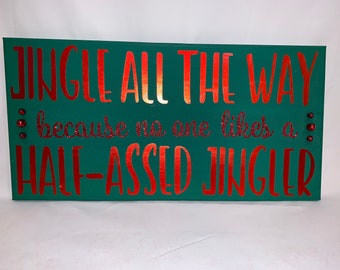 JINGLE ALL THE WAY
because no one likes a
HALF-ASSED JINGLER